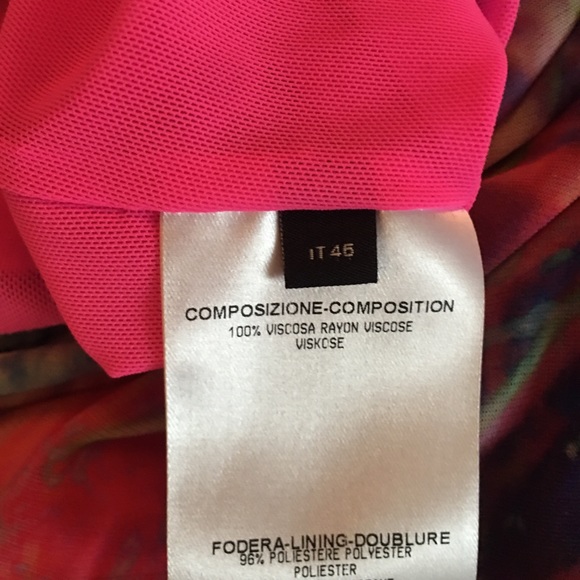 IT 46
COMPOSIZIONE-COMPOSITION
100% VISCOSA RAYON VISCOSE
VISKOSE
FODERA-LINING-DOUBLURE
96% POLIESTERE POLYESTER
POLIESTER